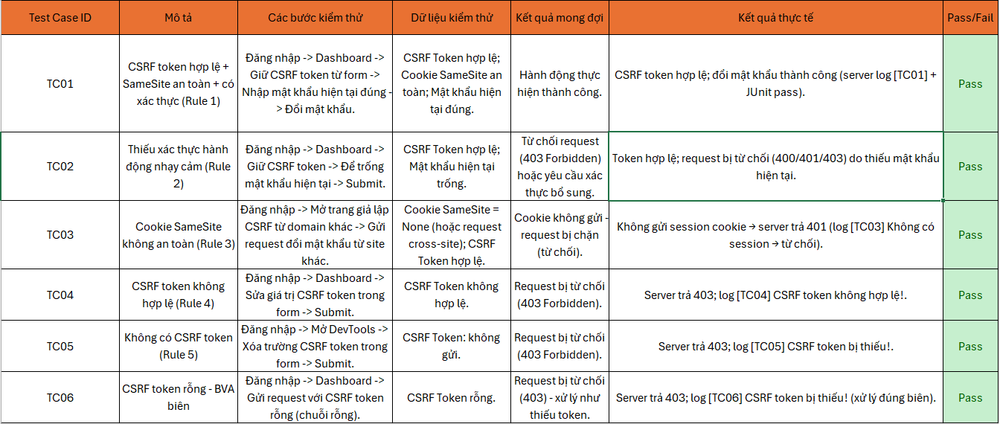 Test Case ID
Mô tả
Các bước kiểm thử
Dữ liệu kiểm thử
Kết quả mong đợi
Kết quả thực tế
Pass/Fail
TC01
CSRF token hợp lệ +
SameSite an toàn + có
xác thực (Rule 1)
Đăng nhập -> Dashboard ->
Giữ CSRF token từ form ->
Nhập mật khẩu hiện tại đúng -
> Đổi mật khẩu.
CSRF Token hợp lệ;
Cookie SameSite an
toàn; Mật khẩu hiện
tại đúng.
Hành động thực
hiện thành công.
CSRF token hợp lệ; đổi mật khẩu thành công (server log [TC01] +
JUnit pass).
Pass
TC02
Thiếu xác thực hành
động nhạy cảm (Rule
2)
Đăng nhập -> Dashboard ->
Giữ CSRF token -> Để trống
mật khẩu hiện tại -> Submit.
CSRF Token hợp lệ;
Mật khẩu hiện tại
trống.
Từ chối request
(403 Forbidden)
hoặc yêu cầu xác
thực bổ sung.
Token hợp lệ; request bị từ chối (400/401/403) do thiếu mật khẩu
hiện tại.
Pass
TC03
Cookie SameSite
không an toàn (Rule 3)
Đăng nhập -> Mở trang giả lập
CSRF từ domain khác -> Gửi
request đổi mật khẩu từ site
khác.
Cookie SameSite =
None (hoặc request
cross-site); CSRF
Token hợp lệ.
Cookie không gửi -
request bị chặn
(từ chối).
Không gửi session cookie → server trả 401 (log [TC03] Không có
session → từ chối).
Pass
TC04
CSRF token không
hợp lệ (Rule 4)
Đăng nhập -> Dashboard ->
Sửa giá trị CSRF token trong
form -> Submit.
CSRF Token không
hợp lệ.
Request bị từ chối
(403 Forbidden).
Server trả 403; log [TC04] CSRF token không hợp lệ!.
Pass
TC05
Không có CSRF token
(Rule 5)
Đăng nhập -> Mở DevTools ->
Xóa trường CSRF token trong
form -> Submit.
CSRF Token: không
gửi.
Request bị từ chối
(403 Forbidden).
Server trả 403; log [TC05] CSRF token bị thiếu!.
Pass
TC06
CSRF token rỗng - BVA
biên
Đăng nhập -> Dashboard ->
Gửi request với CSRF token
rỗng (chuỗi rỗng).
CSRF Token rỗng.
Request bị từ chối
(403) - xử lý như
thiếu token.
Server trả 403; log [TC06] CSRF token bị thiếu! (xử lý đúng biên).
Pass